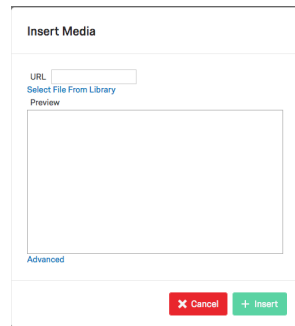 Insert Media
URL
Select File From Library
Preview
Advanced
Cancel
Insert